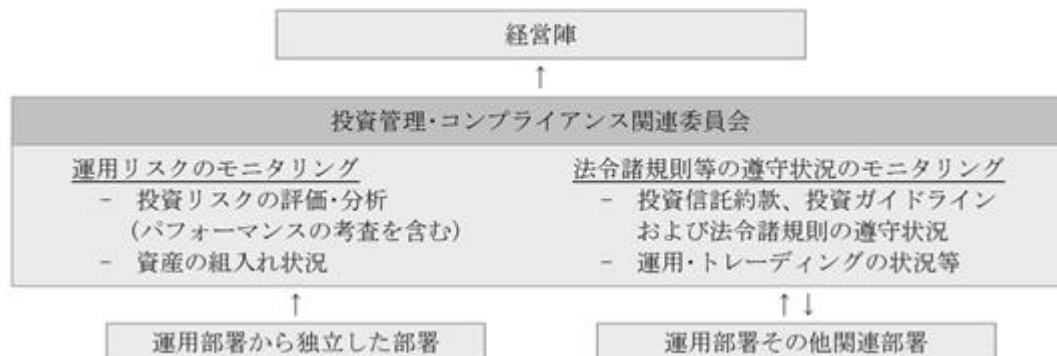 経営陣
↑
投資管理･コンプライアンス関連委員会
運用リスクのモニタリング
− 投資リスクの評価･分析
(パフォーマンスの考査を含む)
− 資産の組入れ状況
法令諸規則等の遵守状況のモニタリング
− 投資信託約款、投資ガイドライン
および法令諸規則の遵守状況
− 運用･トレーディングの状況等
↑
↑↓
運用部署から独立した部署
運用部署その他関連部署